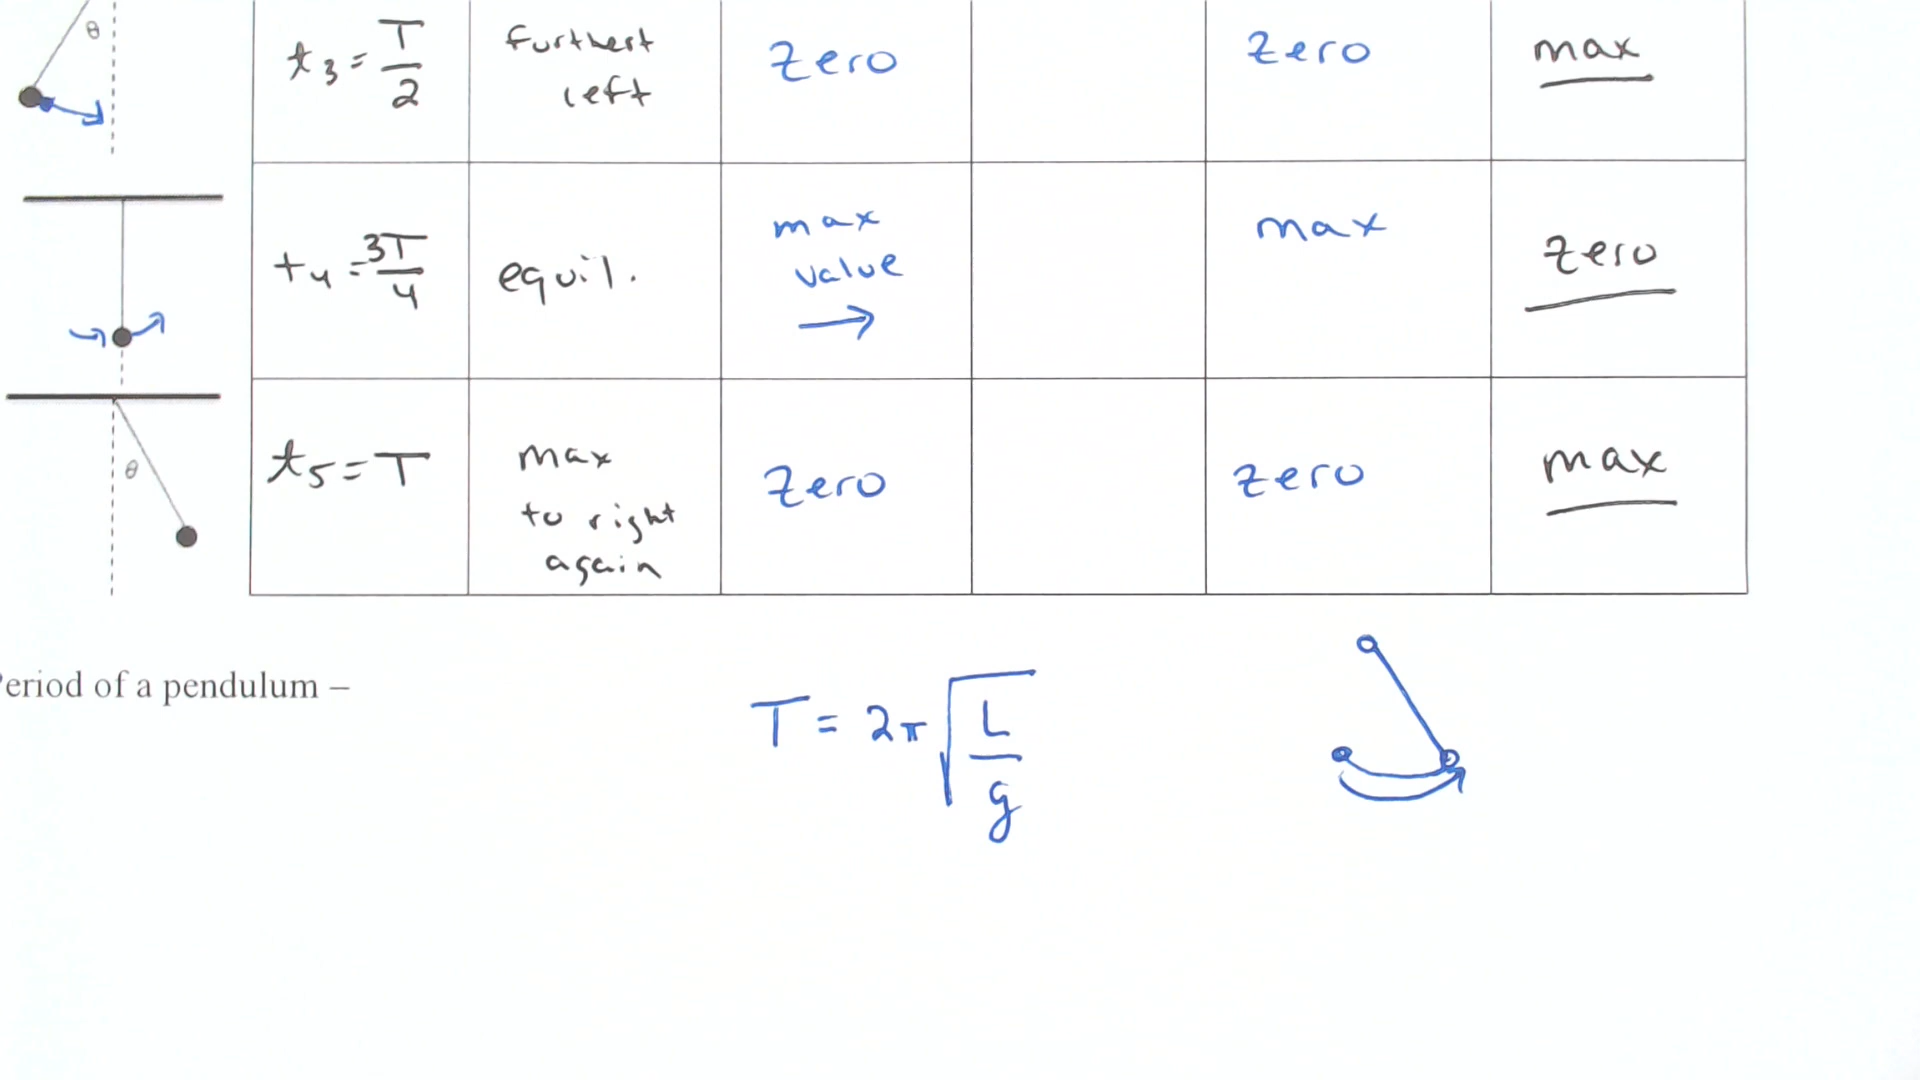 θ
t₃ = T/2
furthest
left
zero
zero
max
t₄ = 3T/4
equil.
max
value
→
max
zero
θ
t₅ = T
max
to right
again
zero
zero
max
eriod of a pendulum –
T = 2π √(L/g)